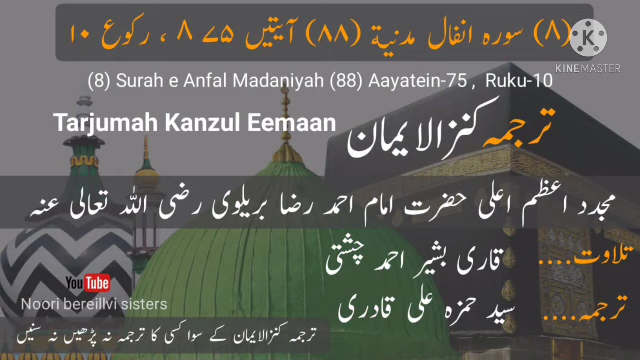 (۸) سورہ انفال مدنیة (۸۸) آیتیں ۷۵ ۸ ، رکوع ۱۰
KINEMASTER
(8) Surah e Anfal Madaniyah (88) Aayatein-75 , Ruku-10
Tarjumah Kanzul Eemaan ترجمہ کنزالایمان
مجدد اعظم اعلی حضرت امام احمد رضا بریلوی رضی اللہ تعالی عنہ
تلاوت.... قاری بشیر احمد چشتی
YouTube
Noori bereillvi sisters
ترجمہ.... سید حمزہ علی قادری
ترجمہ کنزالایمان کے سوا کسی کا ترجمہ نہ پڑھیں نہ سنیں